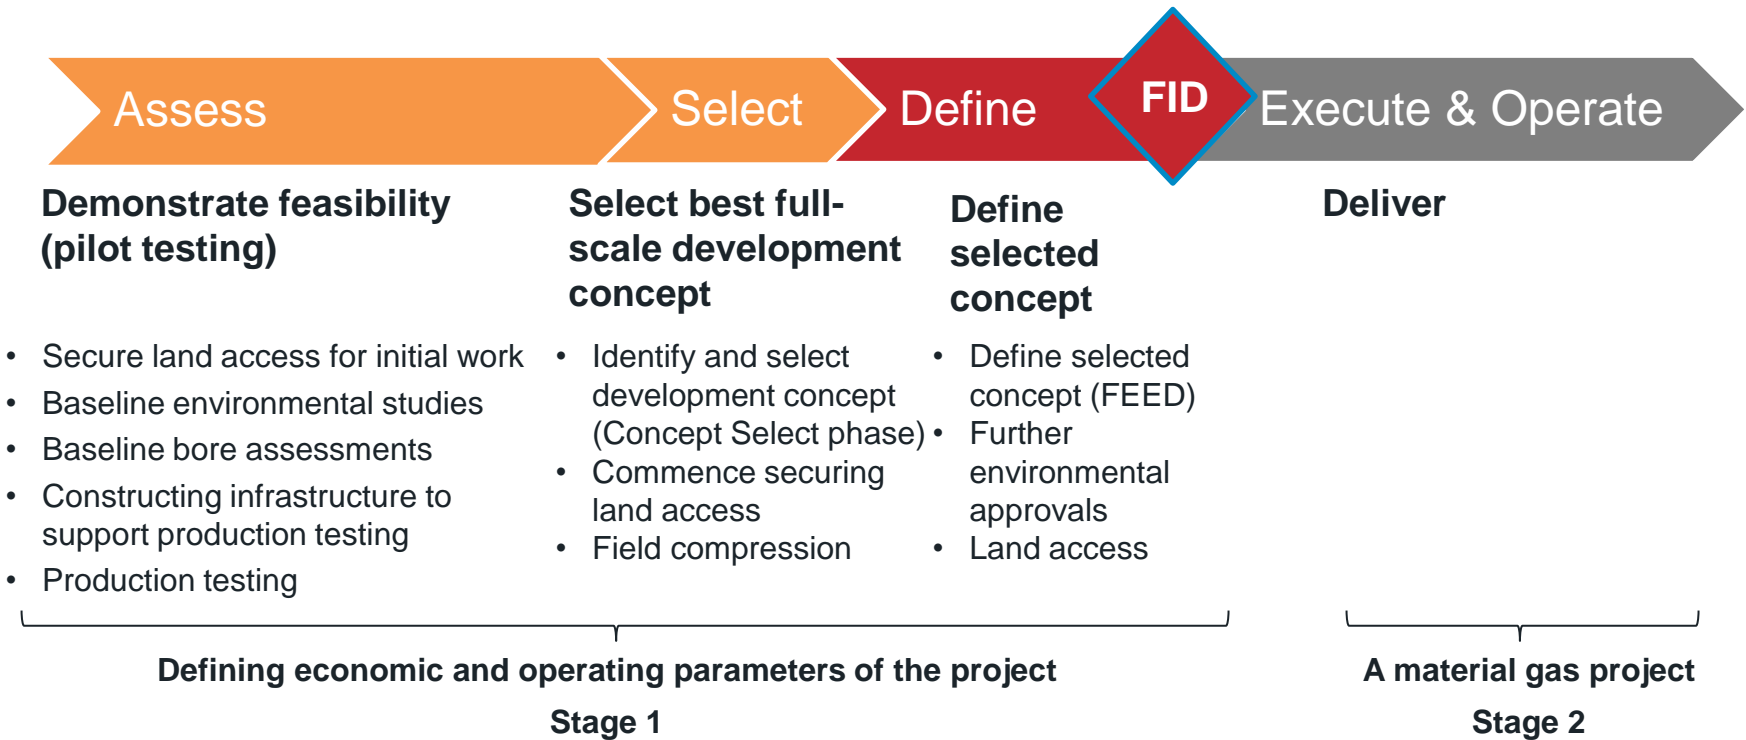 Assess
Select
Define
FID
Execute & Operate
Demonstrate feasibility
(pilot testing)
• Secure land access for initial work
• Baseline environmental studies
• Baseline bore assessments
• Constructing infrastructure to
support production testing
• Production testing
Select best full-
scale development
concept
• Identify and select
development concept
(Concept Select phase)
• Commence securing
land access
• Field compression
Define
selected
concept
• Define selected
concept (FEED)
• Further
environmental
approvals
• Land access
Deliver
Defining economic and operating parameters of the project
Stage 1
A material gas project
Stage 2